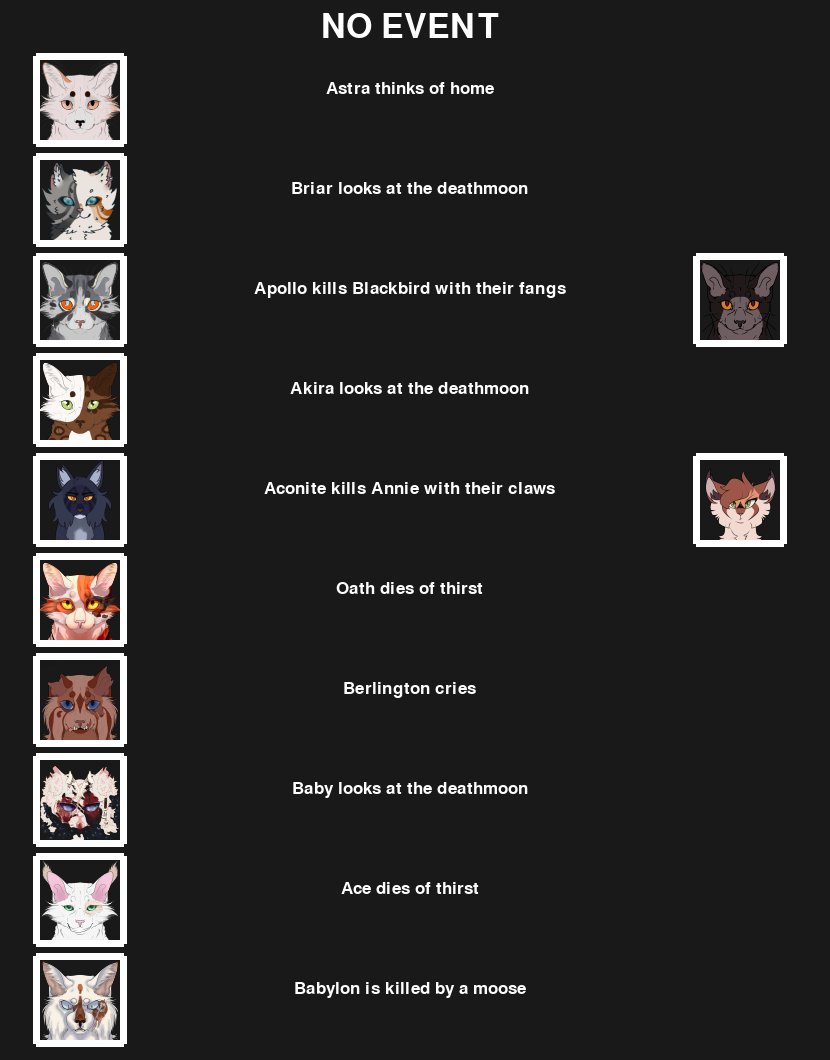 NO EVENT
Astra thinks of home
Briar looks at the deathmoon
Apollo kills Blackbird with their fangs
Akira looks at the deathmoon
Aconite kills Annie with their claws
Oath dies of thirst
Berlington cries
Baby looks at the deathmoon
Ace dies of thirst
Babylon is killed by a moose